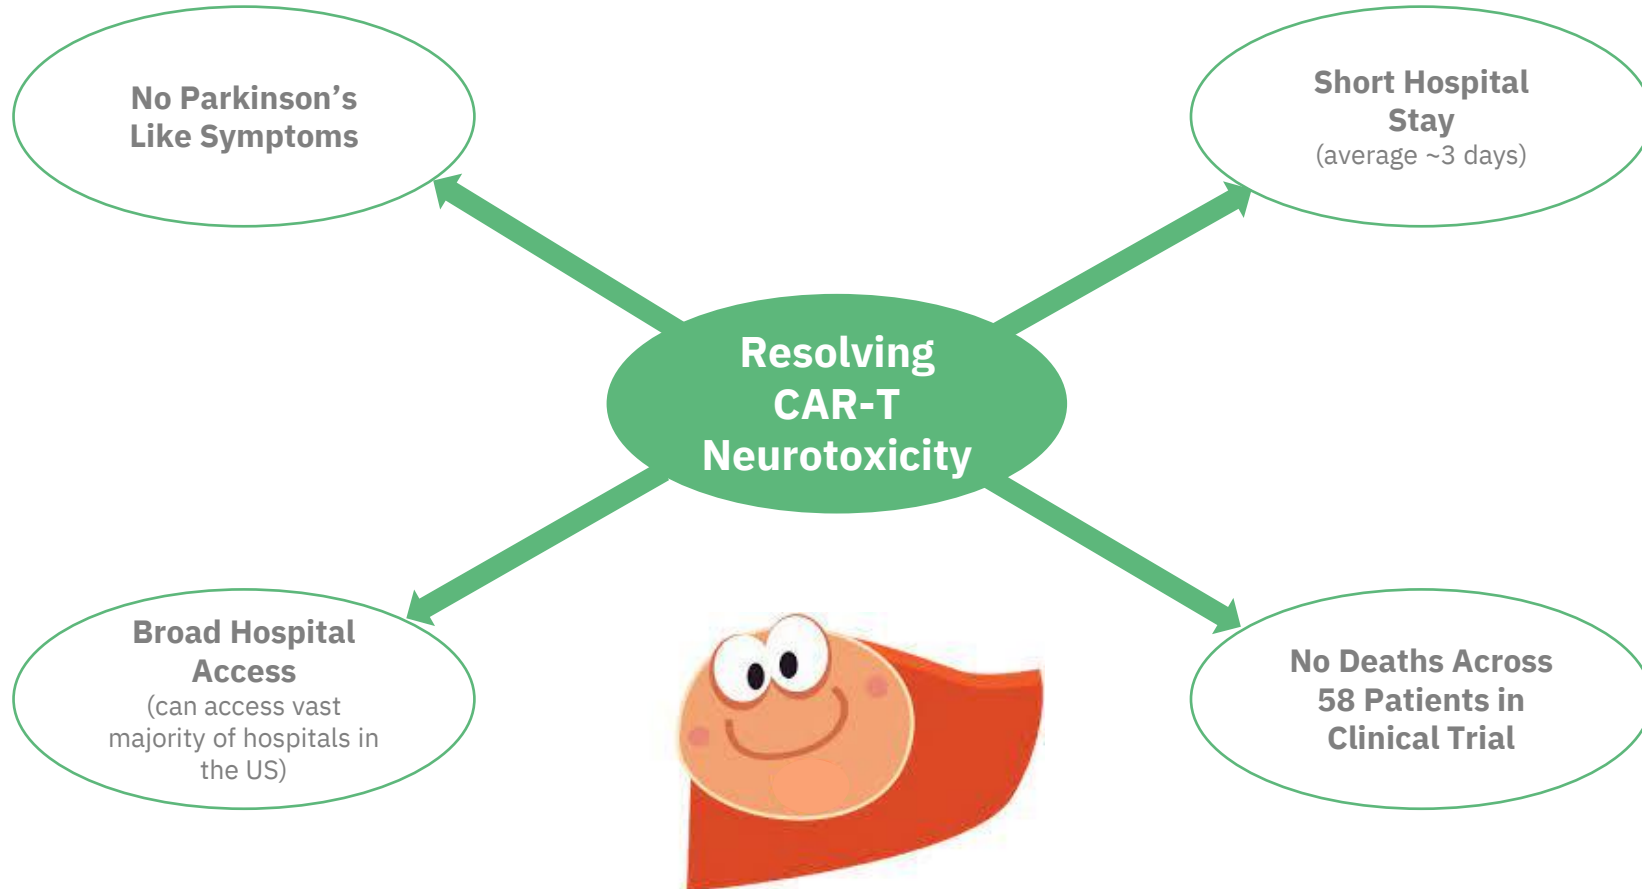 No Parkinson’s
Like Symptoms
Short Hospital
Stay
(average ~3 days)
Resolving
CAR-T
Neurotoxicity
Broad Hospital
Access
(can access vast
majority of hospitals in
the US)
No Deaths Across
58 Patients in
Clinical Trial